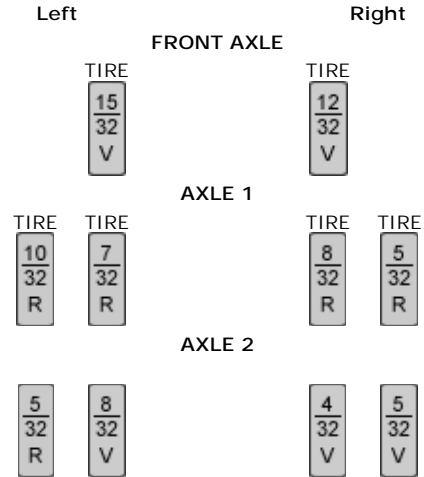 Left Right
FRONT AXLE
TIRE TIRE
15 12
32 32
V V
AXLE 1
TIRE TIRE TIRE TIRE
10 7 8 5
32 32 32 32
R R R R
AXLE 2
5 8 4 5
32 32 32 32
R V V V